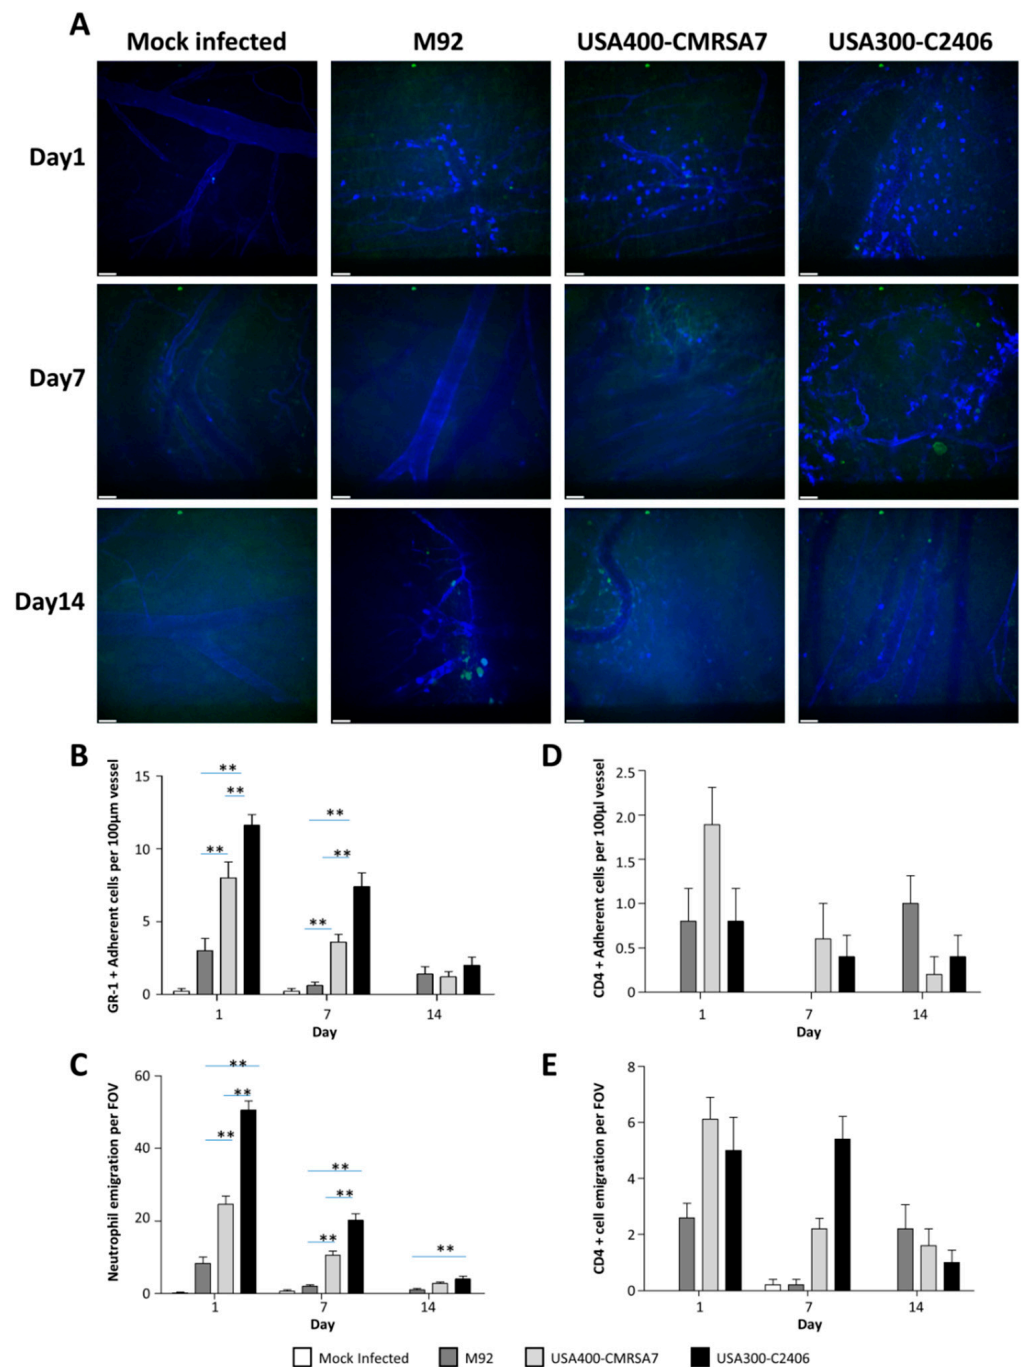 A
Mock infected
M92
USA400-CMRSA7
USA300-C2406
Day1
Day7
Day14
B
GR-1 + Adherent cells per 100µm vessel
15
10
5
0
**
**
**
**
**
**
1
7
14
Day
D
CD4 + Adherent cells per 100µl vessel
2.5
2.0
1.5
1.0
0.5
0
1
7
14
Day
C
Neutrophil emigration per FOV
60
40
20
0
**
**
**
**
**
**
**
1
7
14
Day
E
CD4 + cell emigration per FOV
8
6
4
2
0
1
7
14
Day
Mock Infected
M92
USA400-CMRSA7
USA300-C2406